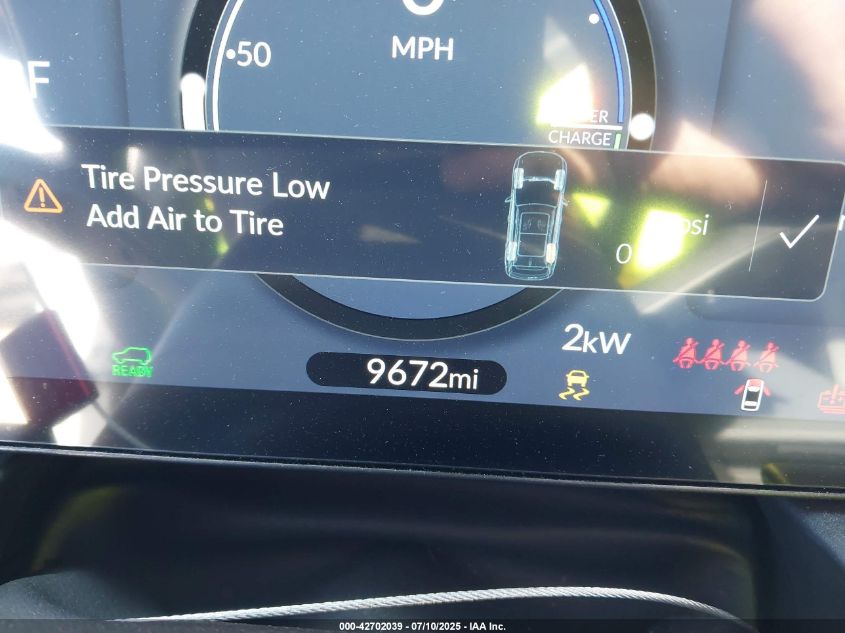 50
MPH
CHARGE
Tire Pressure Low
Add Air to Tire
psi
0
2kW
READY
9672mi
000-42702039 - 07/10/2025 - IAA Inc.